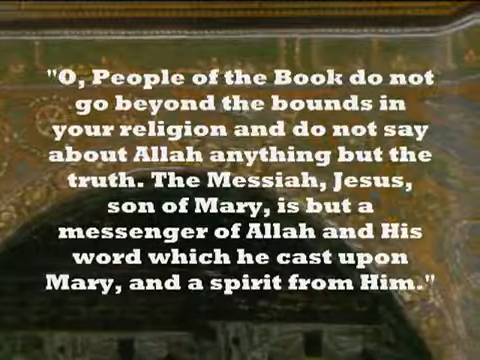 "O, People of the Book do not
go beyond the bounds in
your religion and do not say
about Allah anything but the
truth. The Messiah, Jesus,
son of Mary, is but a
messenger of Allah and His
word which he cast upon
Mary, and a spirit from Him."